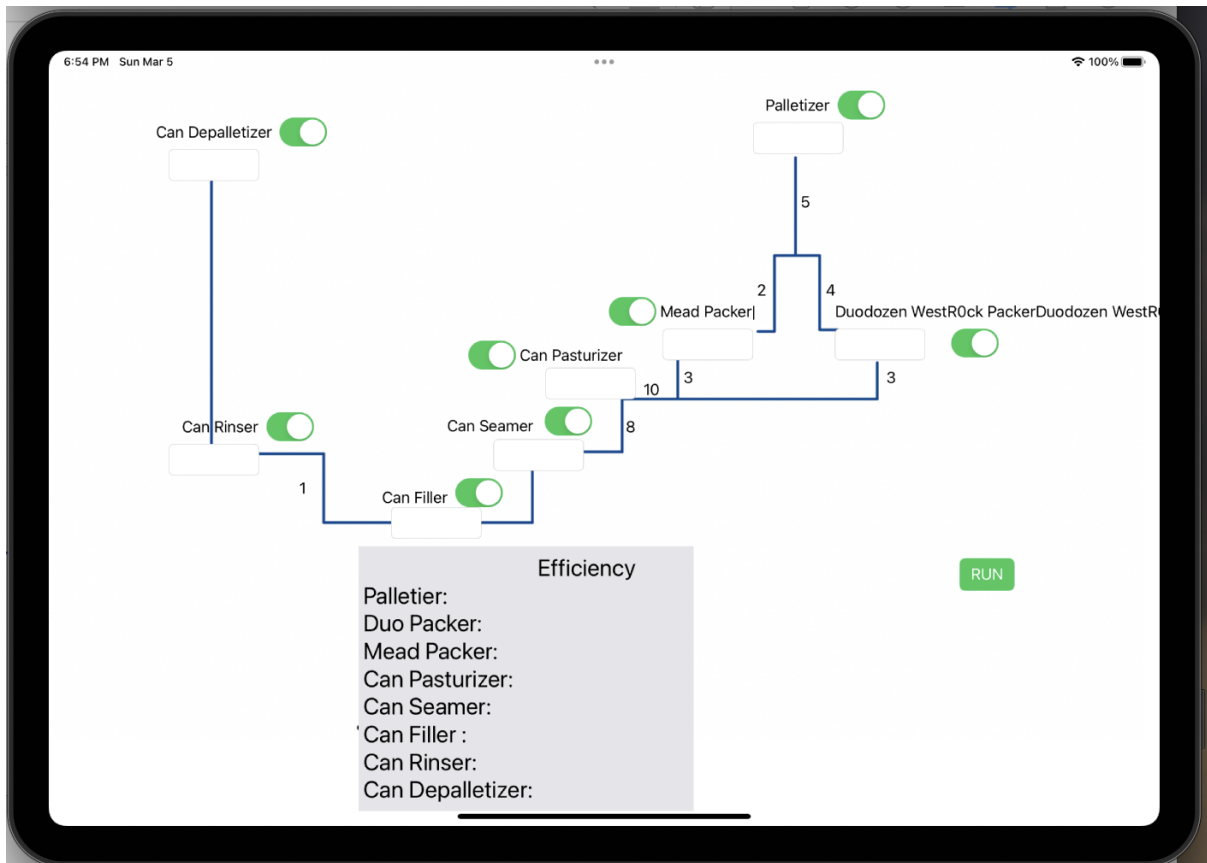 6:54 PM Sun Mar 5
100%
Palletizer
Can Depalletizer
5
2
4
Mead Packer
Duodozen WestR0ck PackerDuodozen WestR
Can Pasturizer
3
3
10
Can Seamer
Can Rinser
8
1
Can Filler
Efficiency
RUN
Palletier:
Duo Packer:
Mead Packer:
Can Pasturizer:
Can Seamer:
Can Filler :
Can Rinser:
Can Depalletizer: